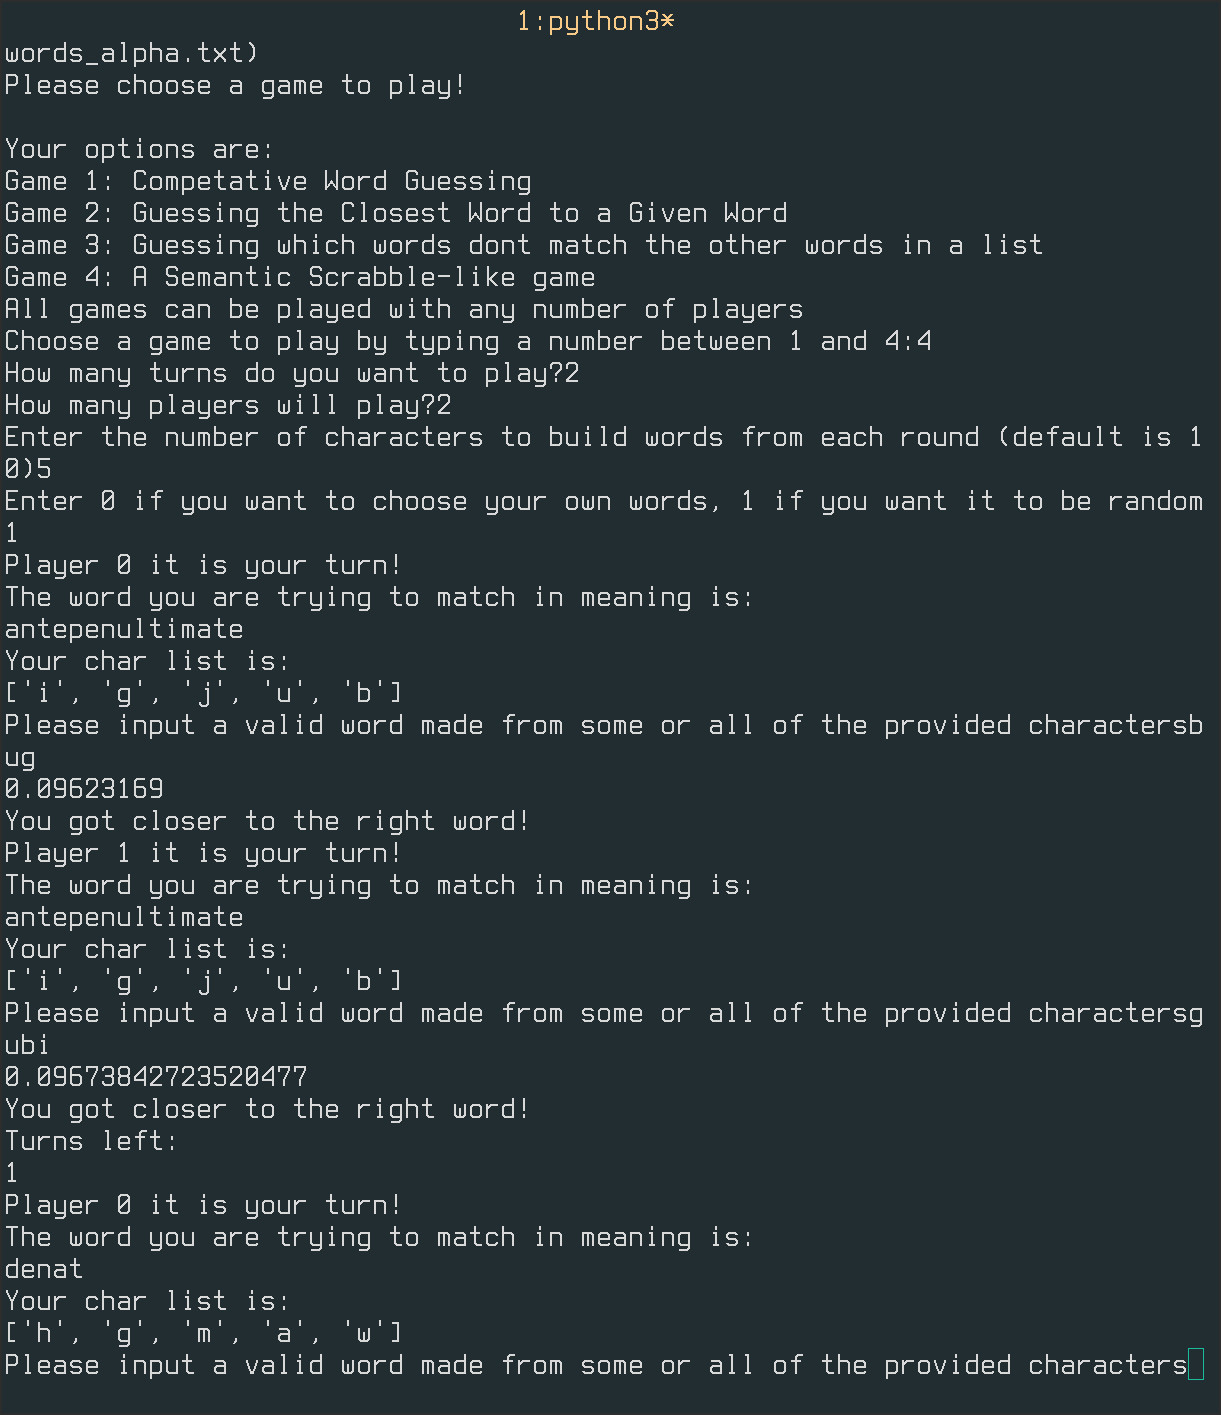 1:python3*
words_alpha.txt)
Please choose a game to play!
Your options are:
Game 1: Competative Word Guessing
Game 2: Guessing the Closest Word to a Given Word
Game 3: Guessing which words dont match the other words in a list
Game 4: A Semantic Scrabble-like game
All games can be played with any number of players
Choose a game to play by typing a number between 1 and 4:4
How many turns do you want to play?2
How many players will play?2
Enter the number of characters to build words from each round (default is 1
0)5
Enter 0 if you want to choose your own words, 1 if you want it to be random
1
Player 0 it is your turn!
The word you are trying to match in meaning is:
antepenultimate
Your char list is:
['i', 'g', 'j', 'u', 'b']
Please input a valid word made from some or all of the provided charactersb
ug
0.09623169
You got closer to the right word!
Player 1 it is your turn!
The word you are trying to match in meaning is:
antepenultimate
Your char list is:
['i', 'g', 'j', 'u', 'b']
Please input a valid word made from some or all of the provided charactersg
ubi
0.09673842723520477
You got closer to the right word!
Turns left:
1
Player 0 it is your turn!
The word you are trying to match in meaning is:
denat
Your char list is:
['h', 'g', 'm', 'a', 'w']
Please input a valid word made from some or all of the provided characters